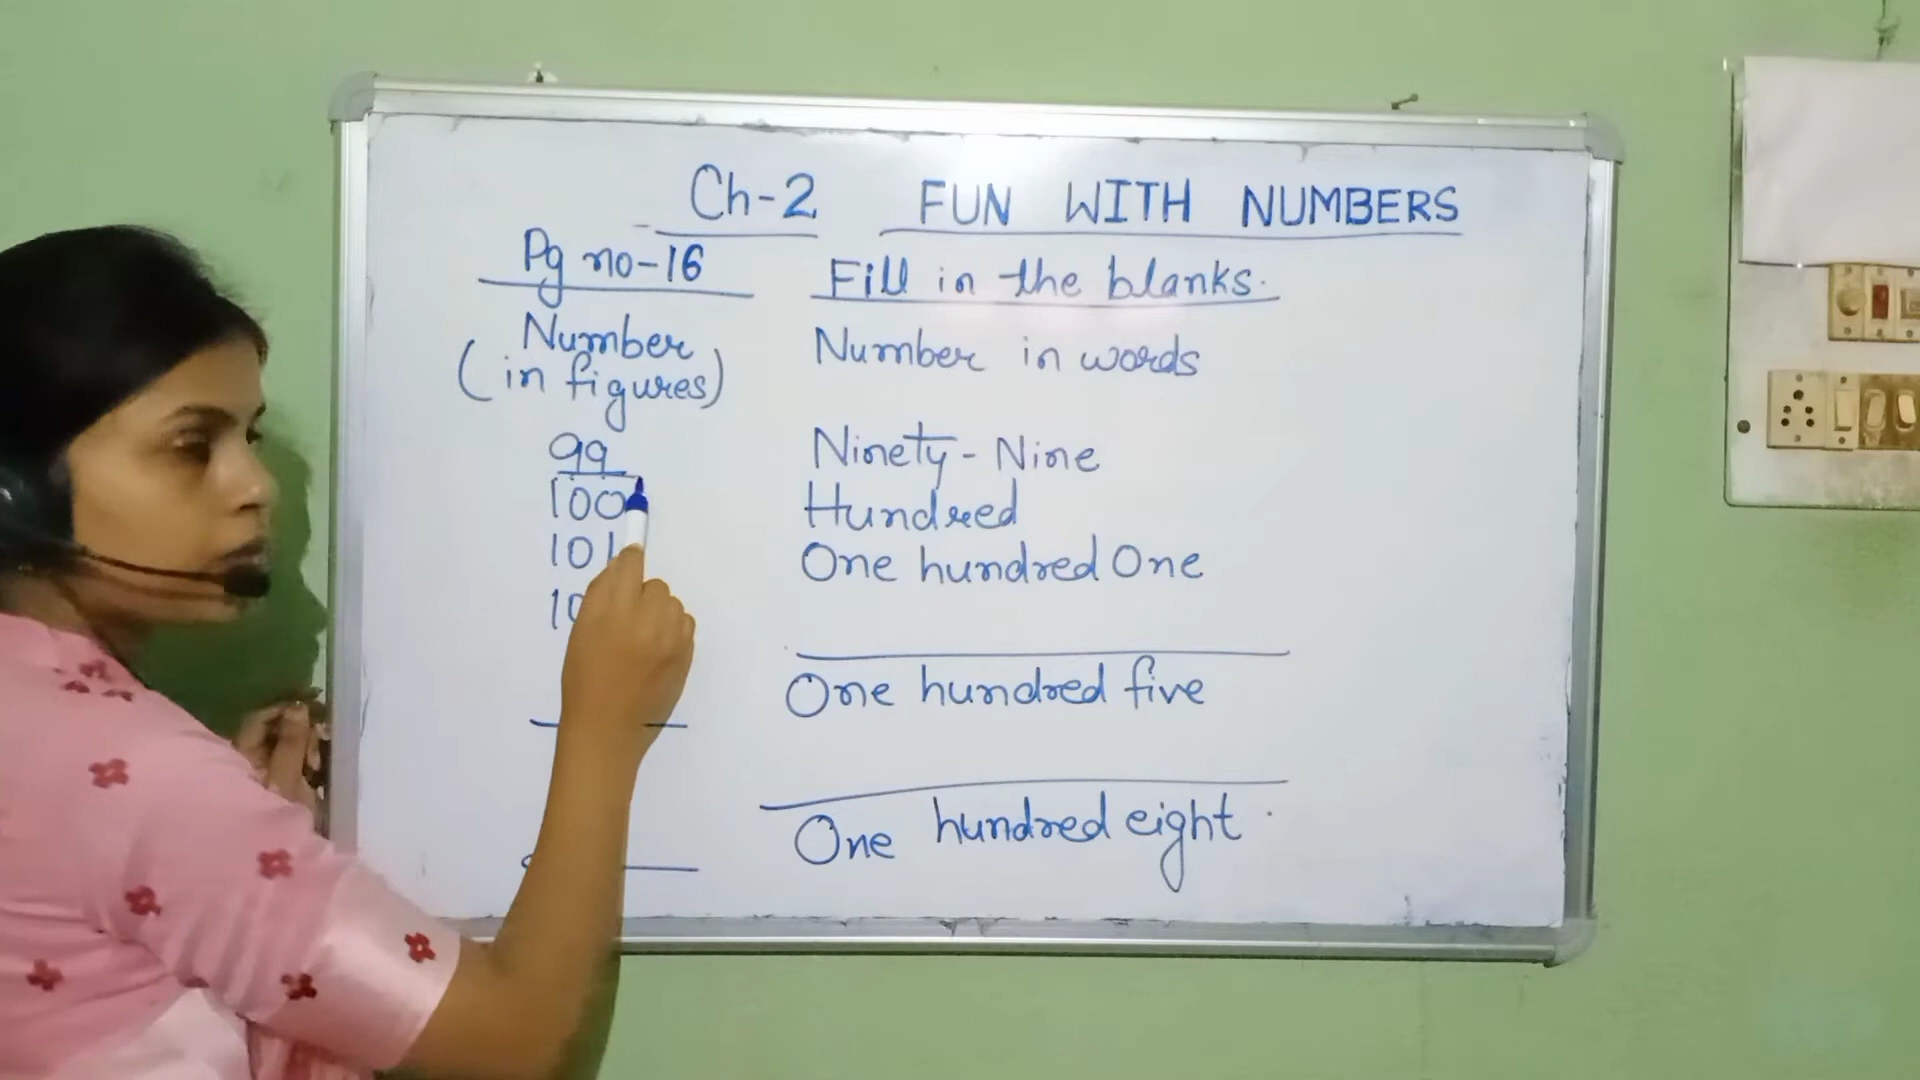 Ch-2 FUN WITH NUMBERS
Pg no-16 Fill in the blanks.
Number Number in words
(in figures)
99 Ninety-Nine
100 Hundred
101 One hundred One
One hundred five
One hundred eight.